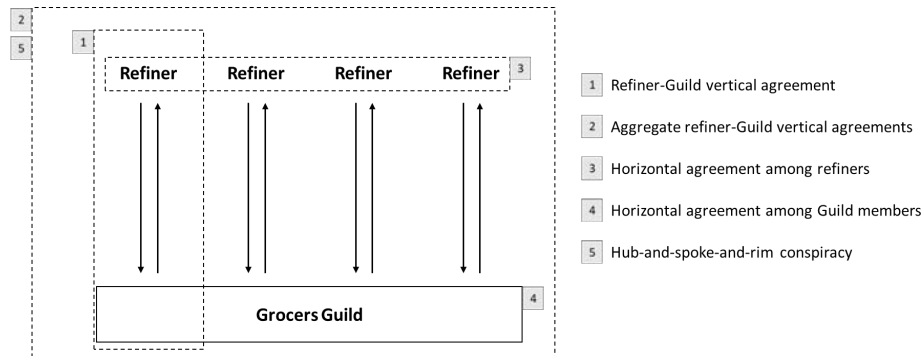 2
5
1
Refiner Refiner Refiner Refiner
3
1 Refiner-Guild vertical agreement
2 Aggregate refiner-Guild vertical agreements
3 Horizontal agreement among refiners
4 Horizontal agreement among Guild members
5 Hub-and-spoke-and-rim conspiracy
4
Grocers Guild